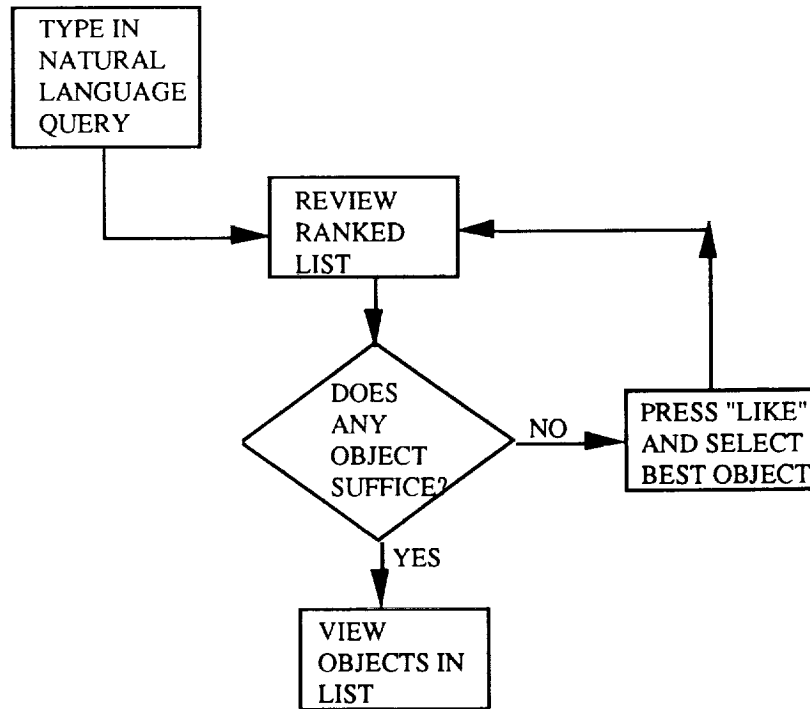 TYPE IN
NATURAL
LANGUAGE
QUERY
REVIEW
RANKED
LIST
DOES
ANY
OBJECT
SUFFICE?
NO
PRESS "LIKE"
AND SELECT
BEST OBJECT
YES
VIEW
OBJECTS IN
LIST